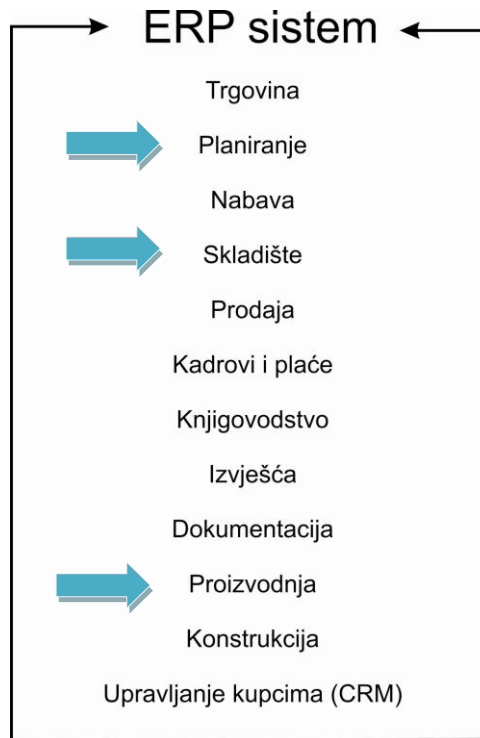 ERP sistem
Trgovina
Planiranje
Nabava
Skladište
Prodaja
Kadrovi i plaće
Knjigovodstvo
Izvješća
Dokumentacija
Proizvodnja
Konstrukcija
Upravljanje kupcima (CRM)